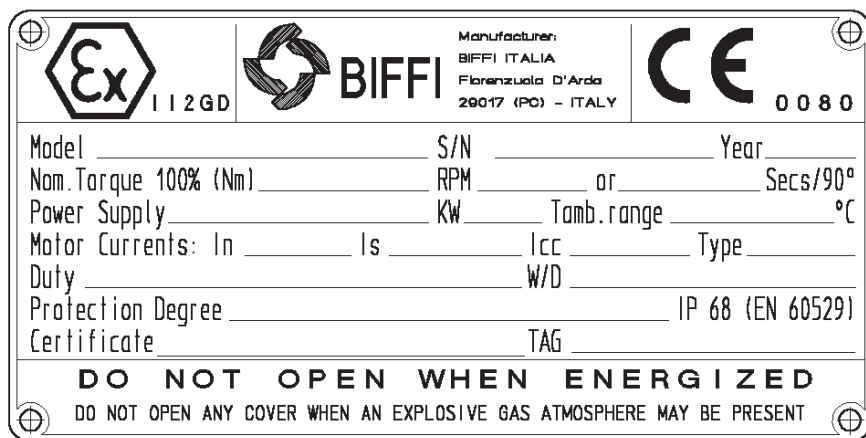 Ex II2GD
BIFFI
Manufacturer:
BIFFI ITALIA
Fiorenzuola D'Arda
29017 (PC) - ITALY
CE 0080
Model S/N Year
Nom.Torque 100% (Nm) RPM or Secs/90°
Power Supply KW Tamb.range °C
Motor Currents: In Is Icc Type
Duty W/D
Protection Degree IP 68 (EN 60529)
Certificate TAG
DO NOT OPEN WHEN ENERGIZED
DO NOT OPEN ANY COVER WHEN AN EXPLOSIVE GAS ATMOSPHERE MAY BE PRESENT